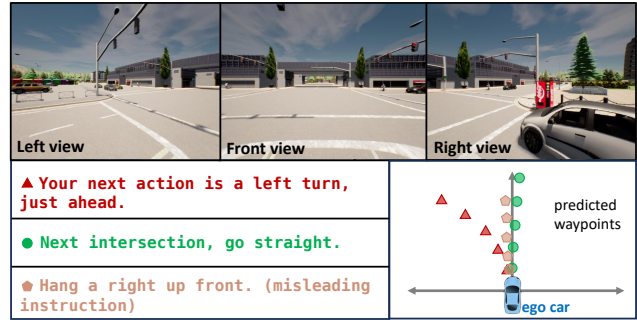 Left view
Front view
Right view
Your next action is a left turn,
just ahead.
Next intersection, go straight.
Hang a right up front. (misleading
instruction)
predicted
waypoints
ego car